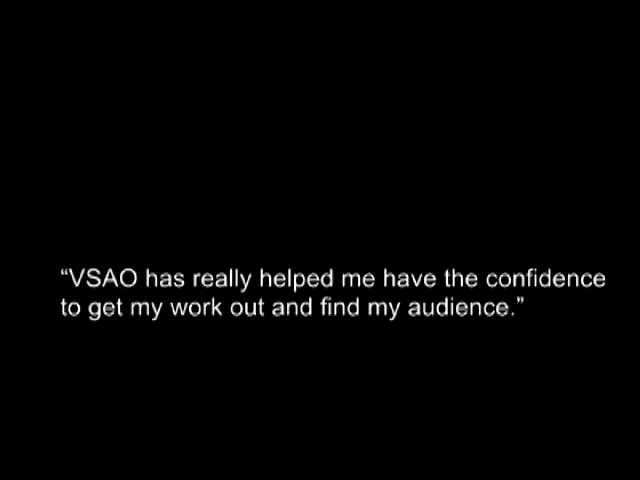 “VSAO has really helped me have the confidence
to get my work out and find my audience.”